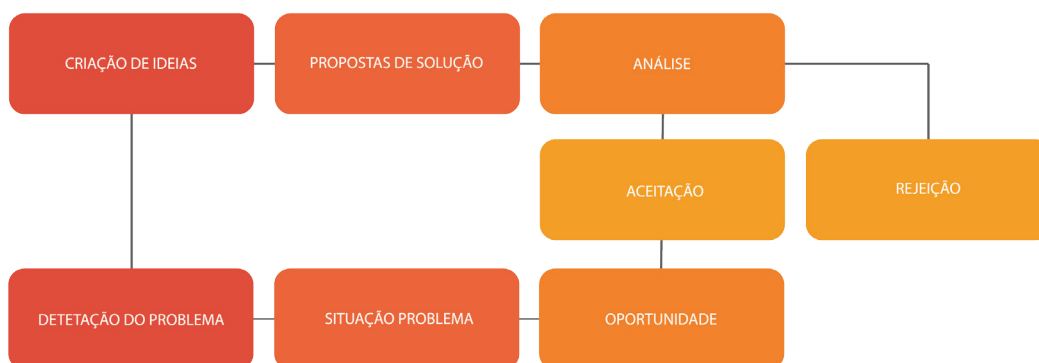 CRIAÇÃO DE IDEIAS
PROPOSTAS DE SOLUÇÃO
ANÁLISE
ACEITAÇÃO
REJEIÇÃO
DETETAÇÃO DO PROBLEMA
SITUAÇÃO PROBLEMA
OPORTUNIDADE